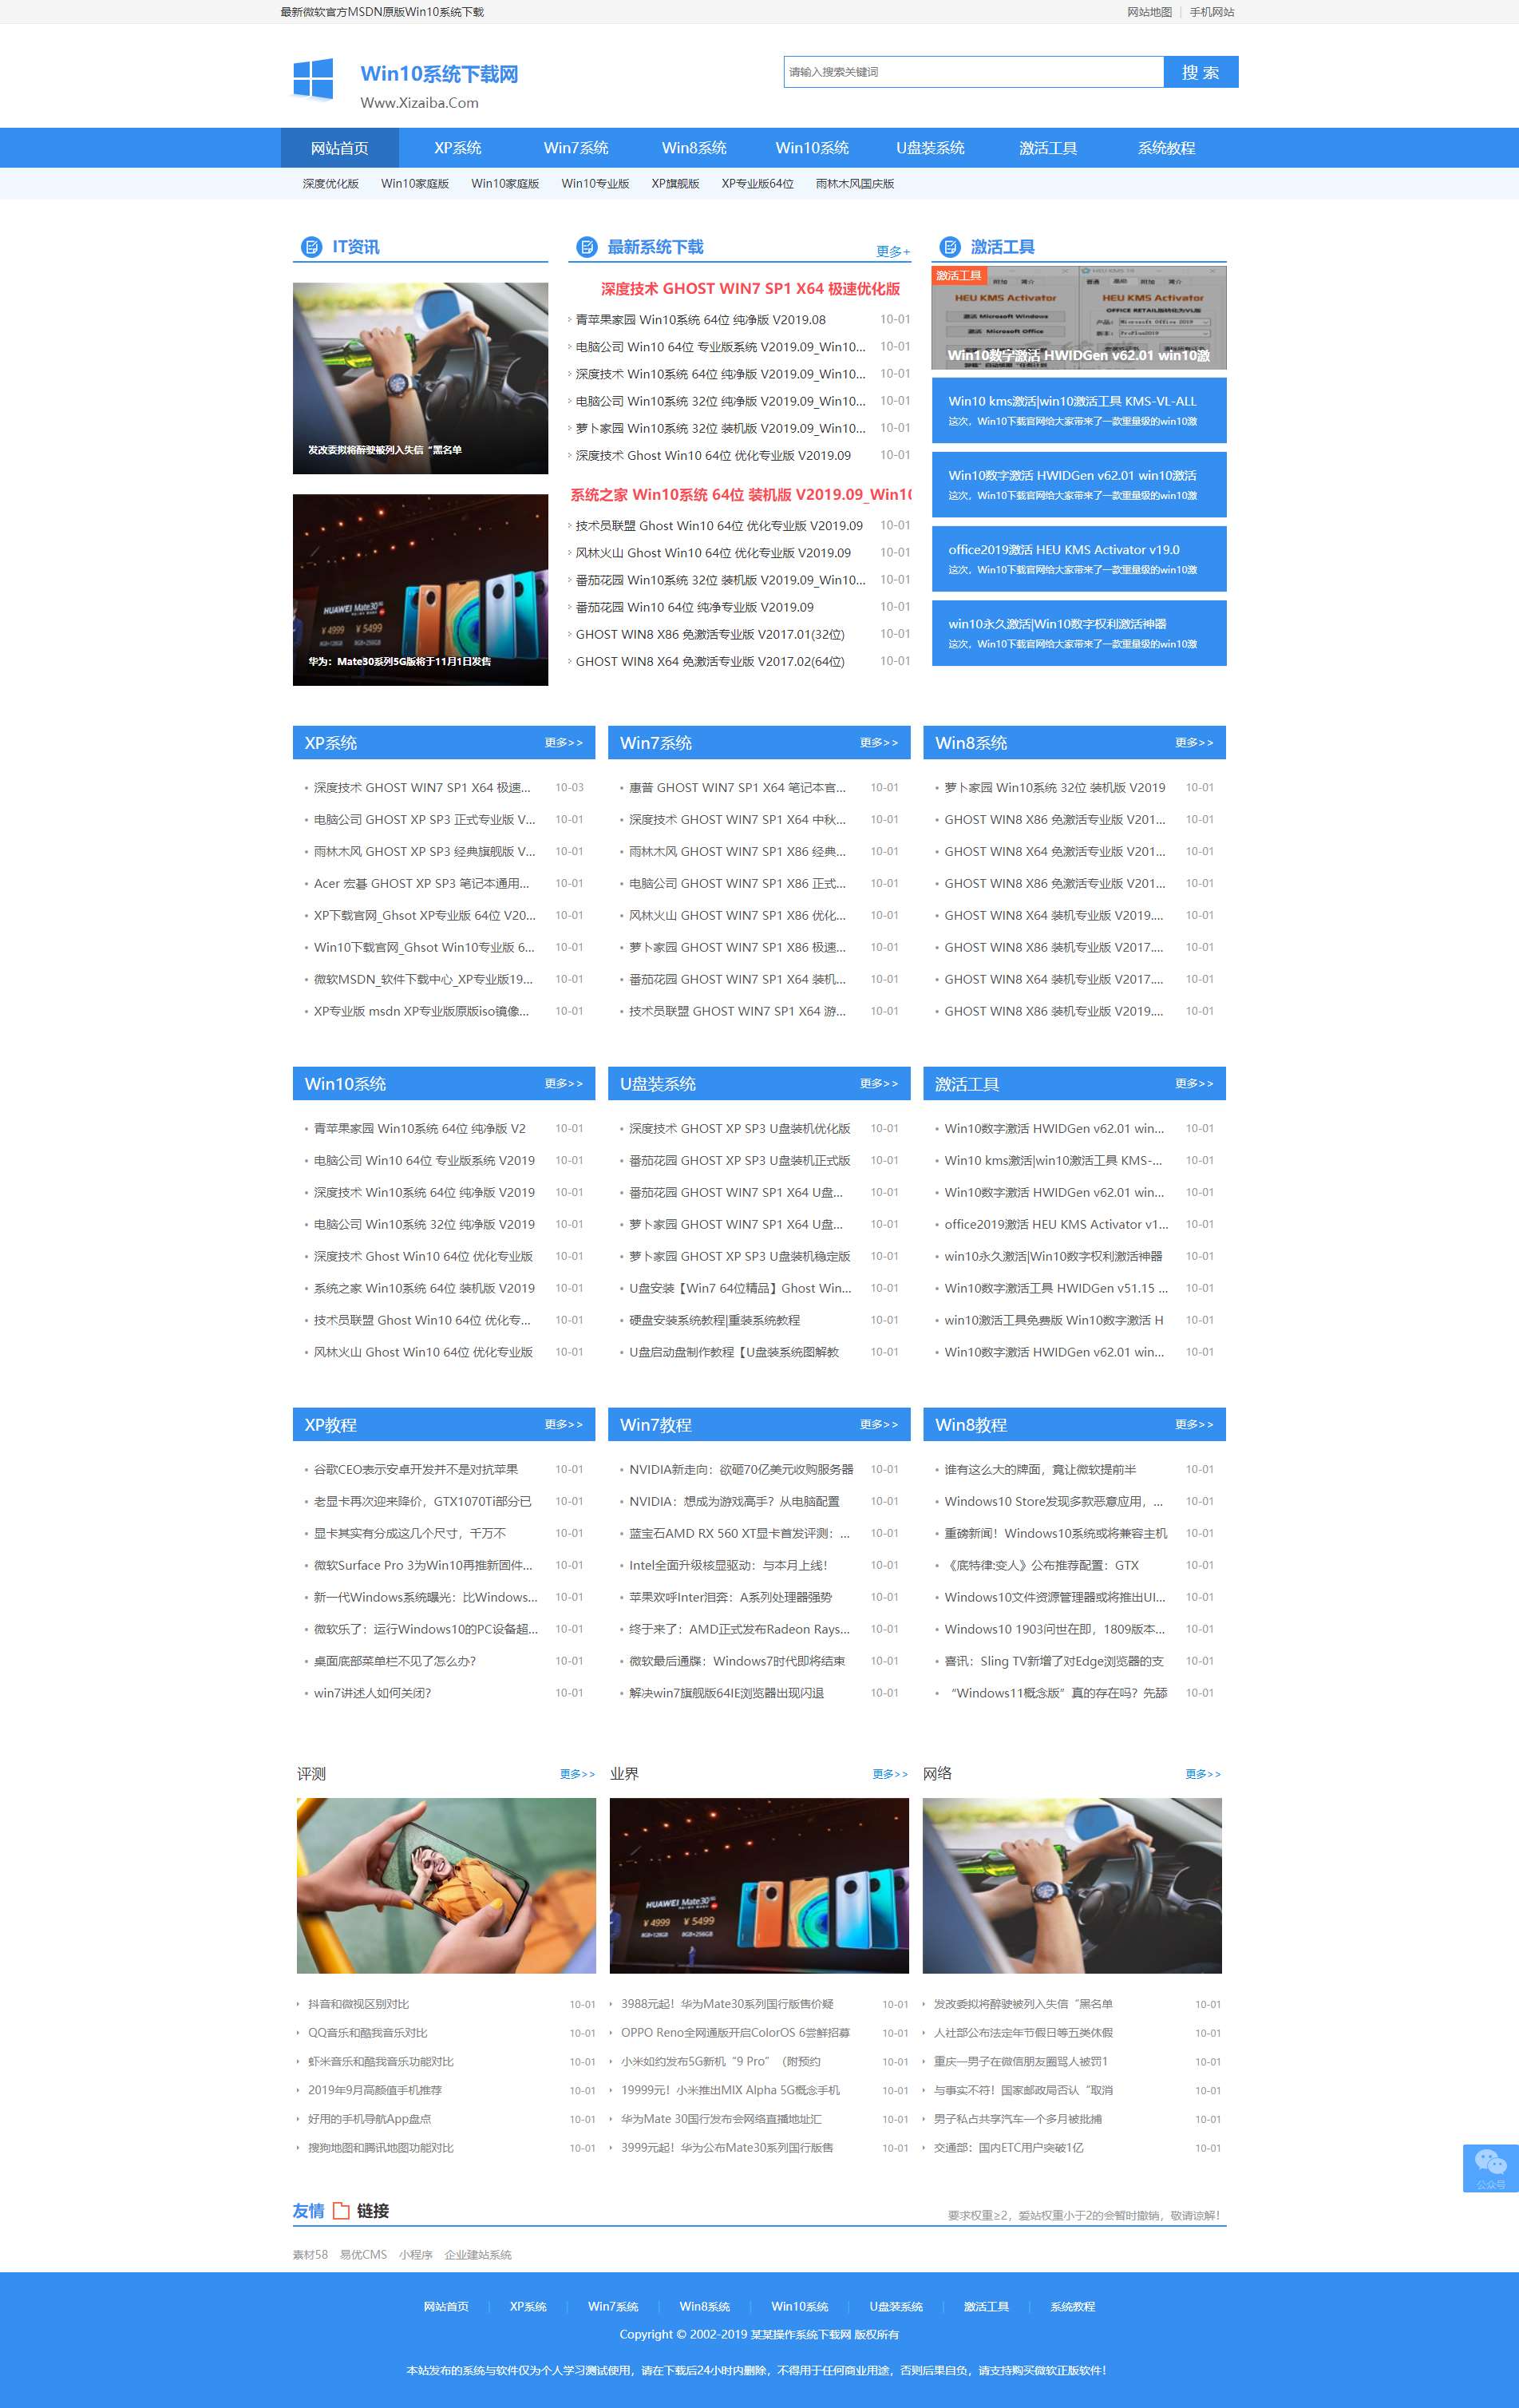 最新微软官方MSDN原版Win10系统下载
网站地图 | 手机网站
Win10系统下载网
Www.Xizaiba.Com
请输入搜索关键词
搜 索
网站首页 XP系统 Win7系统 Win8系统 Win10系统 U盘装系统 激活工具 系统教程
深度优化版 Win10家庭版 Win10家庭版 Win10专业版 XP旗舰版 XP专业版64位 雨林木风国庆版
IT资讯
发改委拟将醉驶被列入失信“黑名单
HUAWEI Mate30
¥4999 ¥5499
8GB+128GB 8GB+256GB
华为：Mate30系列5G版将于11月1日发售
最新系统下载 更多+
深度技术 GHOST WIN7 SP1 X64 极速优化版
青苹果家园 Win10系统 64位 纯净版 V2019.08 10-01
电脑公司 Win10 64位 专业版系统 V2019.09_Win10... 10-01
深度技术 Win10系统 64位 纯净版 V2019.09_Win10... 10-01
电脑公司 Win10系统 32位 纯净版 V2019.09_Win10... 10-01
萝卜家园 Win10系统 32位 装机版 V2019.09_Win10... 10-01
深度技术 Ghost Win10 64位 优化专业版 V2019.09 10-01
系统之家 Win10系统 64位 装机版 V2019.09_Win10
技术员联盟 Ghost Win10 64位 优化专业版 V2019.09 10-01
风林火山 Ghost Win10 64位 优化专业版 V2019.09 10-01
番茄花园 Win10系统 32位 装机版 V2019.09_Win10... 10-01
番茄花园 Win10 64位 纯净专业版 V2019.09 10-01
GHOST WIN8 X86 免激活专业版 V2017.01(32位) 10-01
GHOST WIN8 X64 免激活专业版 V2017.02(64位) 10-01
激活工具
激活工具
HEU KMS Activator
激活 Microsoft Windows
激活 Microsoft Office
HEU KMS Activator
OFFICE RETAIL版转化为VL版
Win10数字激活 HWIDGen v62.01 win10激
Win10 kms激活|win10激活工具 KMS-VL-ALL
这次，Win10下载官网给大家带来了一款重量级的win10激
Win10数字激活 HWIDGen v62.01 win10激活
这次，Win10下载官网给大家带来了一款重量级的win10激
office2019激活 HEU KMS Activator v19.0
这次，Win10下载官网给大家带来了一款重量级的win10激
win10永久激活|Win10数字权利激活神器
这次，Win10下载官网给大家带来了一款重量级的win10激
XP系统 更多>>
深度技术 GHOST WIN7 SP1 X64 极速... 10-03
电脑公司 GHOST XP SP3 正式专业版 V... 10-01
雨林木风 GHOST XP SP3 经典旗舰版 V... 10-01
Acer 宏碁 GHOST XP SP3 笔记本通用... 10-01
XP下载官网_Ghsot XP专业版 64位 V20... 10-01
Win10下载官网_Ghsot Win10专业版 6... 10-01
微软MSDN_软件下载中心_XP专业版19... 10-01
XP专业版 msdn XP专业版原版iso镜像... 10-01
Win7系统 更多>>
惠普 GHOST WIN7 SP1 X64 笔记本官... 10-01
深度技术 GHOST WIN7 SP1 X64 中秋... 10-01
雨林木风 GHOST WIN7 SP1 X86 经典... 10-01
电脑公司 GHOST WIN7 SP1 X86 正式... 10-01
风林火山 GHOST WIN7 SP1 X86 优化... 10-01
萝卜家园 GHOST WIN7 SP1 X86 极速... 10-01
番茄花园 GHOST WIN7 SP1 X64 装机... 10-01
技术员联盟 GHOST WIN7 SP1 X64 游... 10-01
Win8系统 更多>>
萝卜家园 Win10系统 32位 装机版 V2019 10-01
GHOST WIN8 X86 免激活专业版 V201... 10-01
GHOST WIN8 X64 免激活专业版 V201... 10-01
GHOST WIN8 X86 免激活专业版 V201... 10-01
GHOST WIN8 X64 装机专业版 V2019.... 10-01
GHOST WIN8 X86 装机专业版 V2017.... 10-01
GHOST WIN8 X64 装机专业版 V2017.... 10-01
GHOST WIN8 X86 装机专业版 V2019.... 10-01
Win10系统 更多>>
青苹果家园 Win10系统 64位 纯净版 V2 10-01
电脑公司 Win10 64位 专业版系统 V2019 10-01
深度技术 Win10系统 64位 纯净版 V2019 10-01
电脑公司 Win10系统 32位 纯净版 V2019 10-01
深度技术 Ghost Win10 64位 优化专业版 10-01
系统之家 Win10系统 64位 装机版 V2019 10-01
技术员联盟 Ghost Win10 64位 优化专... 10-01
风林火山 Ghost Win10 64位 优化专业版 10-01
U盘装系统 更多>>
深度技术 GHOST XP SP3 U盘装机优化版 10-01
番茄花园 GHOST XP SP3 U盘装机正式版 10-01
番茄花园 GHOST WIN7 SP1 X64 U盘... 10-01
萝卜家园 GHOST WIN7 SP1 X64 U盘... 10-01
萝卜家园 GHOST XP SP3 U盘装机稳定版 10-01
U盘安装【Win7 64位精品】Ghost Win... 10-01
硬盘安装系统教程|重装系统教程 10-01
U盘启动盘制作教程【U盘装系统图解教 10-01
激活工具 更多>>
Win10数字激活 HWIDGen v62.01 win... 10-01
Win10 kms激活|win10激活工具 KMS-... 10-01
Win10数字激活 HWIDGen v62.01 win... 10-01
office2019激活 HEU KMS Activator v1... 10-01
win10永久激活|Win10数字权利激活神器 10-01
Win10数字激活工具 HWIDGen v51.15 ... 10-01
win10激活工具免费版 Win10数字激活 H 10-01
Win10数字激活 HWIDGen v62.01 win... 10-01
XP教程 更多>>
谷歌CEO表示安卓开发并不是对抗苹果 10-01
老显卡再次迎来降价，GTX1070Ti部分已 10-01
显卡其实有分成这几个尺寸，千万不 10-01
微软Surface Pro 3为Win10再推新固件... 10-01
新一代Windows系统曝光：比Windows... 10-01
微软乐了：运行Windows10的PC设备超... 10-01
桌面底部菜单栏不见了怎么办？ 10-01
win7讲述人如何关闭？ 10-01
Win7教程 更多>>
NVIDIA新走向：欲砸70亿美元收购服务器 10-01
NVIDIA：想成为游戏高手？从电脑配置 10-01
蓝宝石AMD RX 560 XT显卡首发评测：... 10-01
Intel全面升级核显驱动：与本月上线！ 10-01
苹果欢呼Inter泪奔：A系列处理器强势 10-01
终于来了：AMD正式发布Radeon Rays... 10-01
微软最后通牒：Windows7时代即将结束 10-01
解决win7旗舰版64IE浏览器出现闪退 10-01
Win8教程 更多>>
谁有这么大的牌面，竟让微软提前半 10-01
Windows10 Store发现多款恶意应用，... 10-01
重磅新闻！Windows10系统或将兼容主机 10-01
《底特律:变人》公布推荐配置：GTX 10-01
Windows10文件资源管理器或将推出UI... 10-01
Windows10 1903问世在即，1809版本... 10-01
喜讯：Sling TV新增了对Edge浏览器的支 10-01
“Windows11概念版”真的存在吗？先舔 10-01
评测 更多>>
抖音和微视区别对比 10-01
QQ音乐和酷我音乐对比 10-01
虾米音乐和酷我音乐功能对比 10-01
2019年9月高颜值手机推荐 10-01
好用的手机导航App盘点 10-01
搜狗地图和腾讯地图功能对比 10-01
业界 更多>>
HUAWEI Mate30
¥4999 ¥5499
8GB+128GB 8GB+256GB
3988元起！华为Mate30系列国行版售价疑 10-01
OPPO Reno全网通版开启ColorOS 6尝鲜招募 10-01
小米如约发布5G新机“9 Pro”（附预约 10-01
19999元！小米推出MIX Alpha 5G概念手机 10-01
华为Mate 30国行发布会网络直播地址汇 10-01
3999元起！华为公布Mate30系列国行版售 10-01
网络 更多>>
发改委拟将醉驶被列入失信“黑名单 10-01
人社部公布法定年节假日等五类休假 10-01
重庆一男子在微信朋友圈骂人被罚1 10-01
与事实不符！国家邮政局否认“取消 10-01
男子私占共享汽车一个多月被批捕 10-01
交通部：国内ETC用户突破1亿 10-01
公众号
友情 链接
要求权重≥2，爱站权重小于2的会暂时撤销，敬请谅解！
素材58 易优CMS 小程序 企业建站系统
网站首页 | XP系统 | Win7系统 | Win8系统 | Win10系统 | U盘装系统 | 激活工具 | 系统教程
Copyright © 2002-2019 某某操作系统下载网 版权所有
本站发布的系统与软件仅为个人学习测试使用，请在下载后24小时内删除，不得用于任何商业用途，否则后果自负，请支持购买微软正版软件！